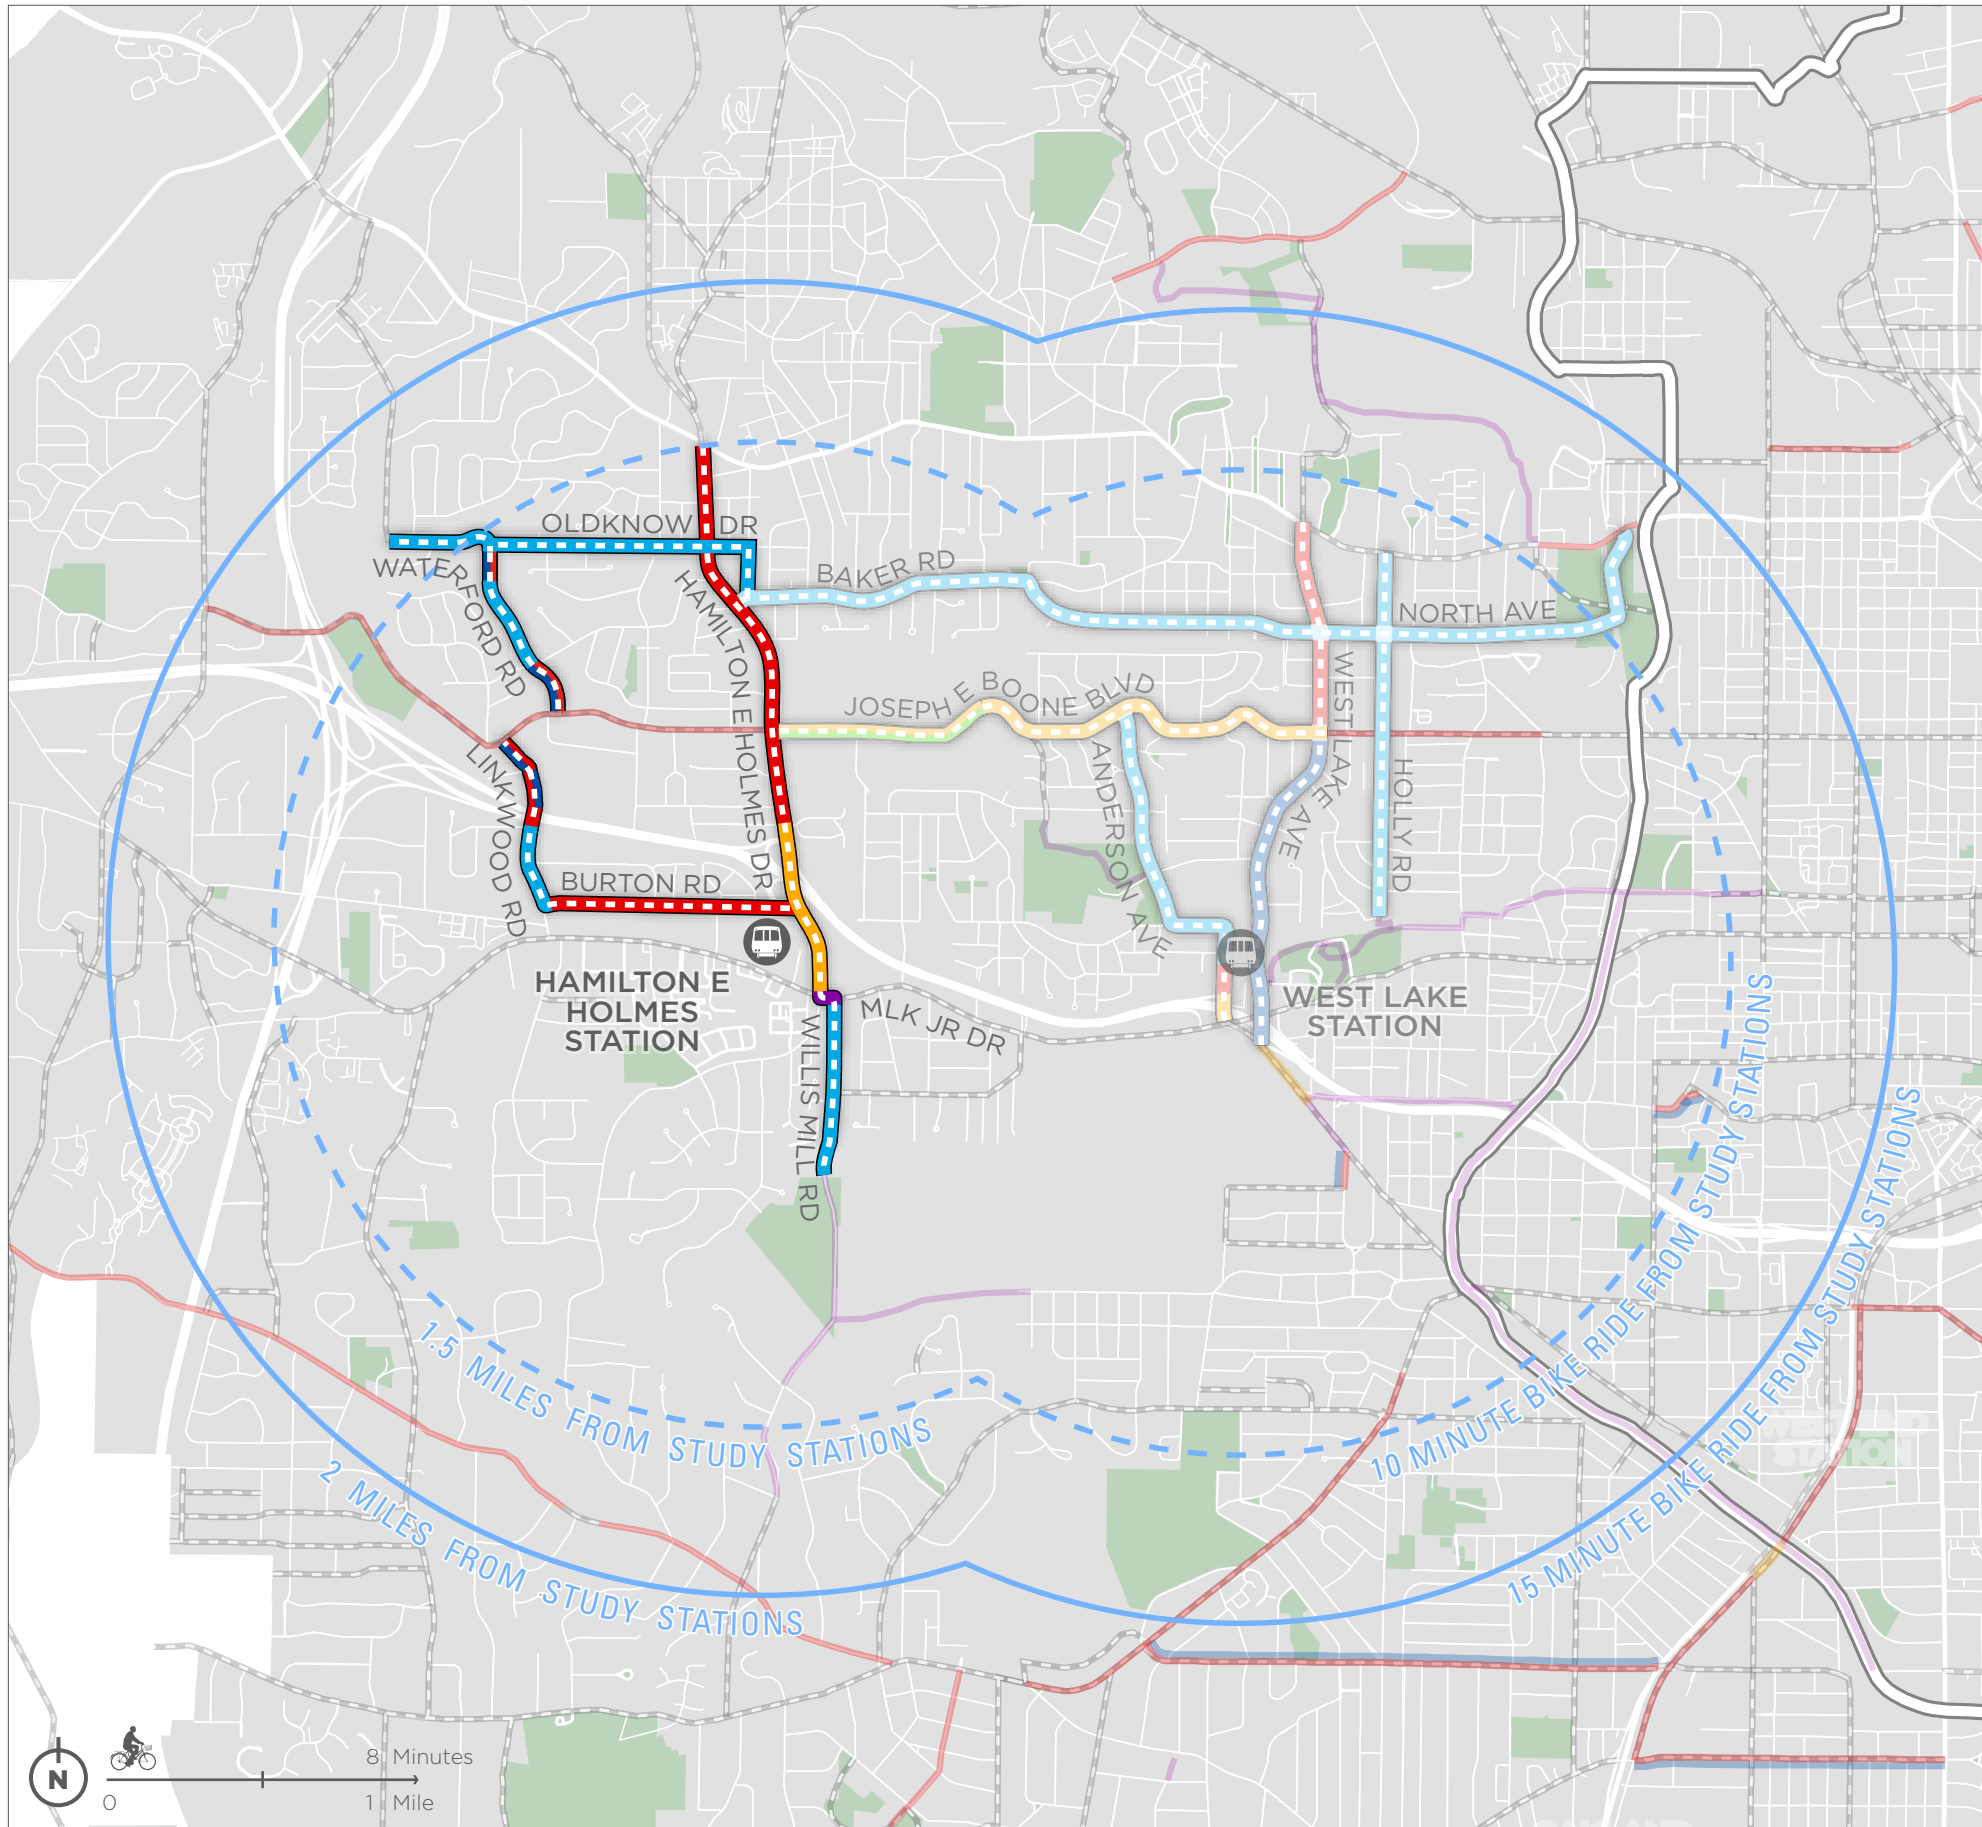 OLDKNOW DR
WATERFORD RD
BAKER RD
HAMILTON E HOLMES DR
NORTH AVE
JOSEPH E BOONE BLVD
WEST LAKE AVE
LINKWOOD RD
ANDERSON AVE
HOLLY RD
BURTON RD
HAMILTON E
HOLMES
STATION
WEST LAKE
STATION
MLK JR DR
WILLIS MILL RD
1.5 MILES FROM STUDY STATIONS
10 MINUTE BIKE RIDE FROM STUDY STATIONS
2 MILES FROM STUDY STATIONS
15 MINUTE BIKE RIDE FROM STUDY STATIONS
STATION
8 Minutes
N
0
1 Mile